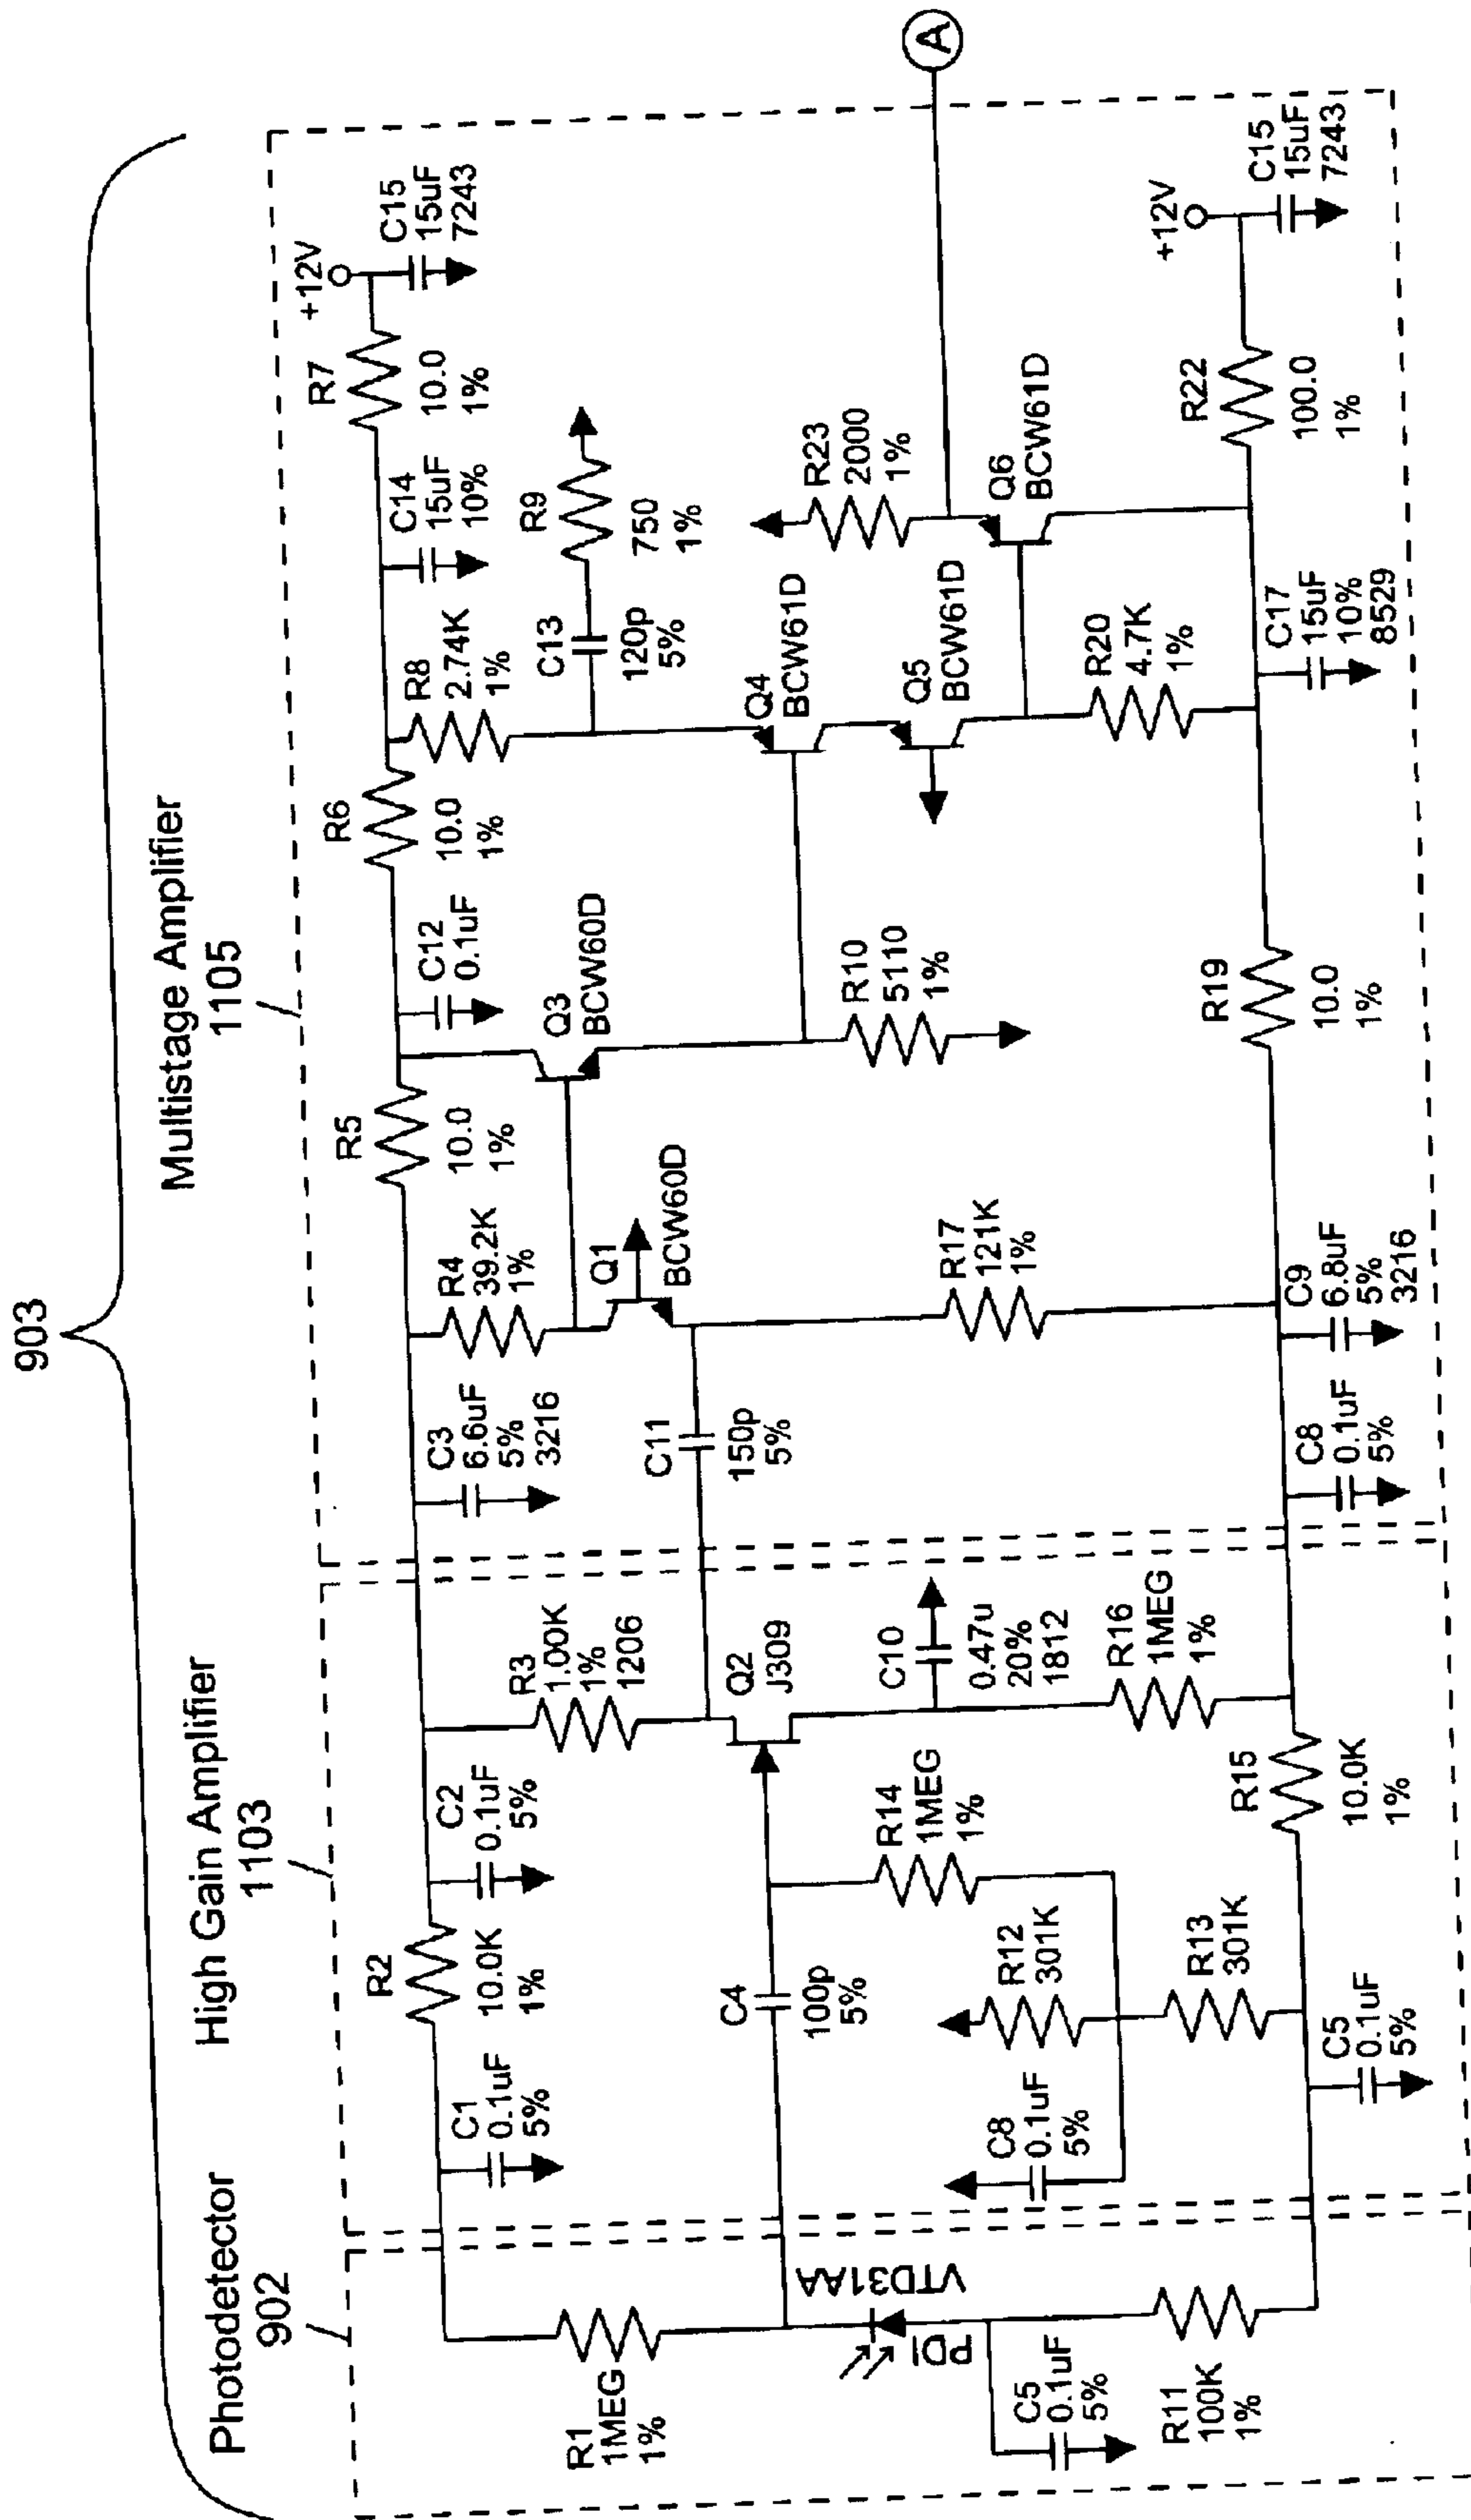 903
Photodetector
902
High Gain Amplifier
1103
Multistage Amplifier
1105
R1
1MEG
1%
C1
0.1uF
5%
R2
10.0K
1%
C2
0.1uF
5%
R3
1.00K
1%
1206
C3
6.6uF
5%
3216
R4
39.2K
1%
R5
10.0
1%
C12
0.1uF
R6
10.0
1%
R8
2.74K
1%
C14
15uF
10%
R7
10.0
1%
+12V
C15
15uF
7243
Q1
BCW60D
Q3
BCW60D
C13
120p
5%
R9
750
1%
C11
150p
5%
C4
100p
5%
Q2
J309
R10
5110
1%
Q4
BCW61D
Q5
BCW61D
R23
2000
1%
Q6
BCW61D
A
VTD31AA
PDI
C5
0.1uF
5%
R11
100K
1%
C8
0.1uF
5%
R12
301K
R14
1MEG
1%
R13
301K
C5
0.1uF
5%
C10
0.47u
20%
1812
R16
1MEG
1%
R15
10.0K
1%
R17
121K
1%
C8
0.1uF
5%
C9
6.8uF
5%
3216
R19
10.0
1%
R20
4.7K
1%
C17
15uF
10%
8529
R22
100.0
1%
+12V
C15
15uF
7243